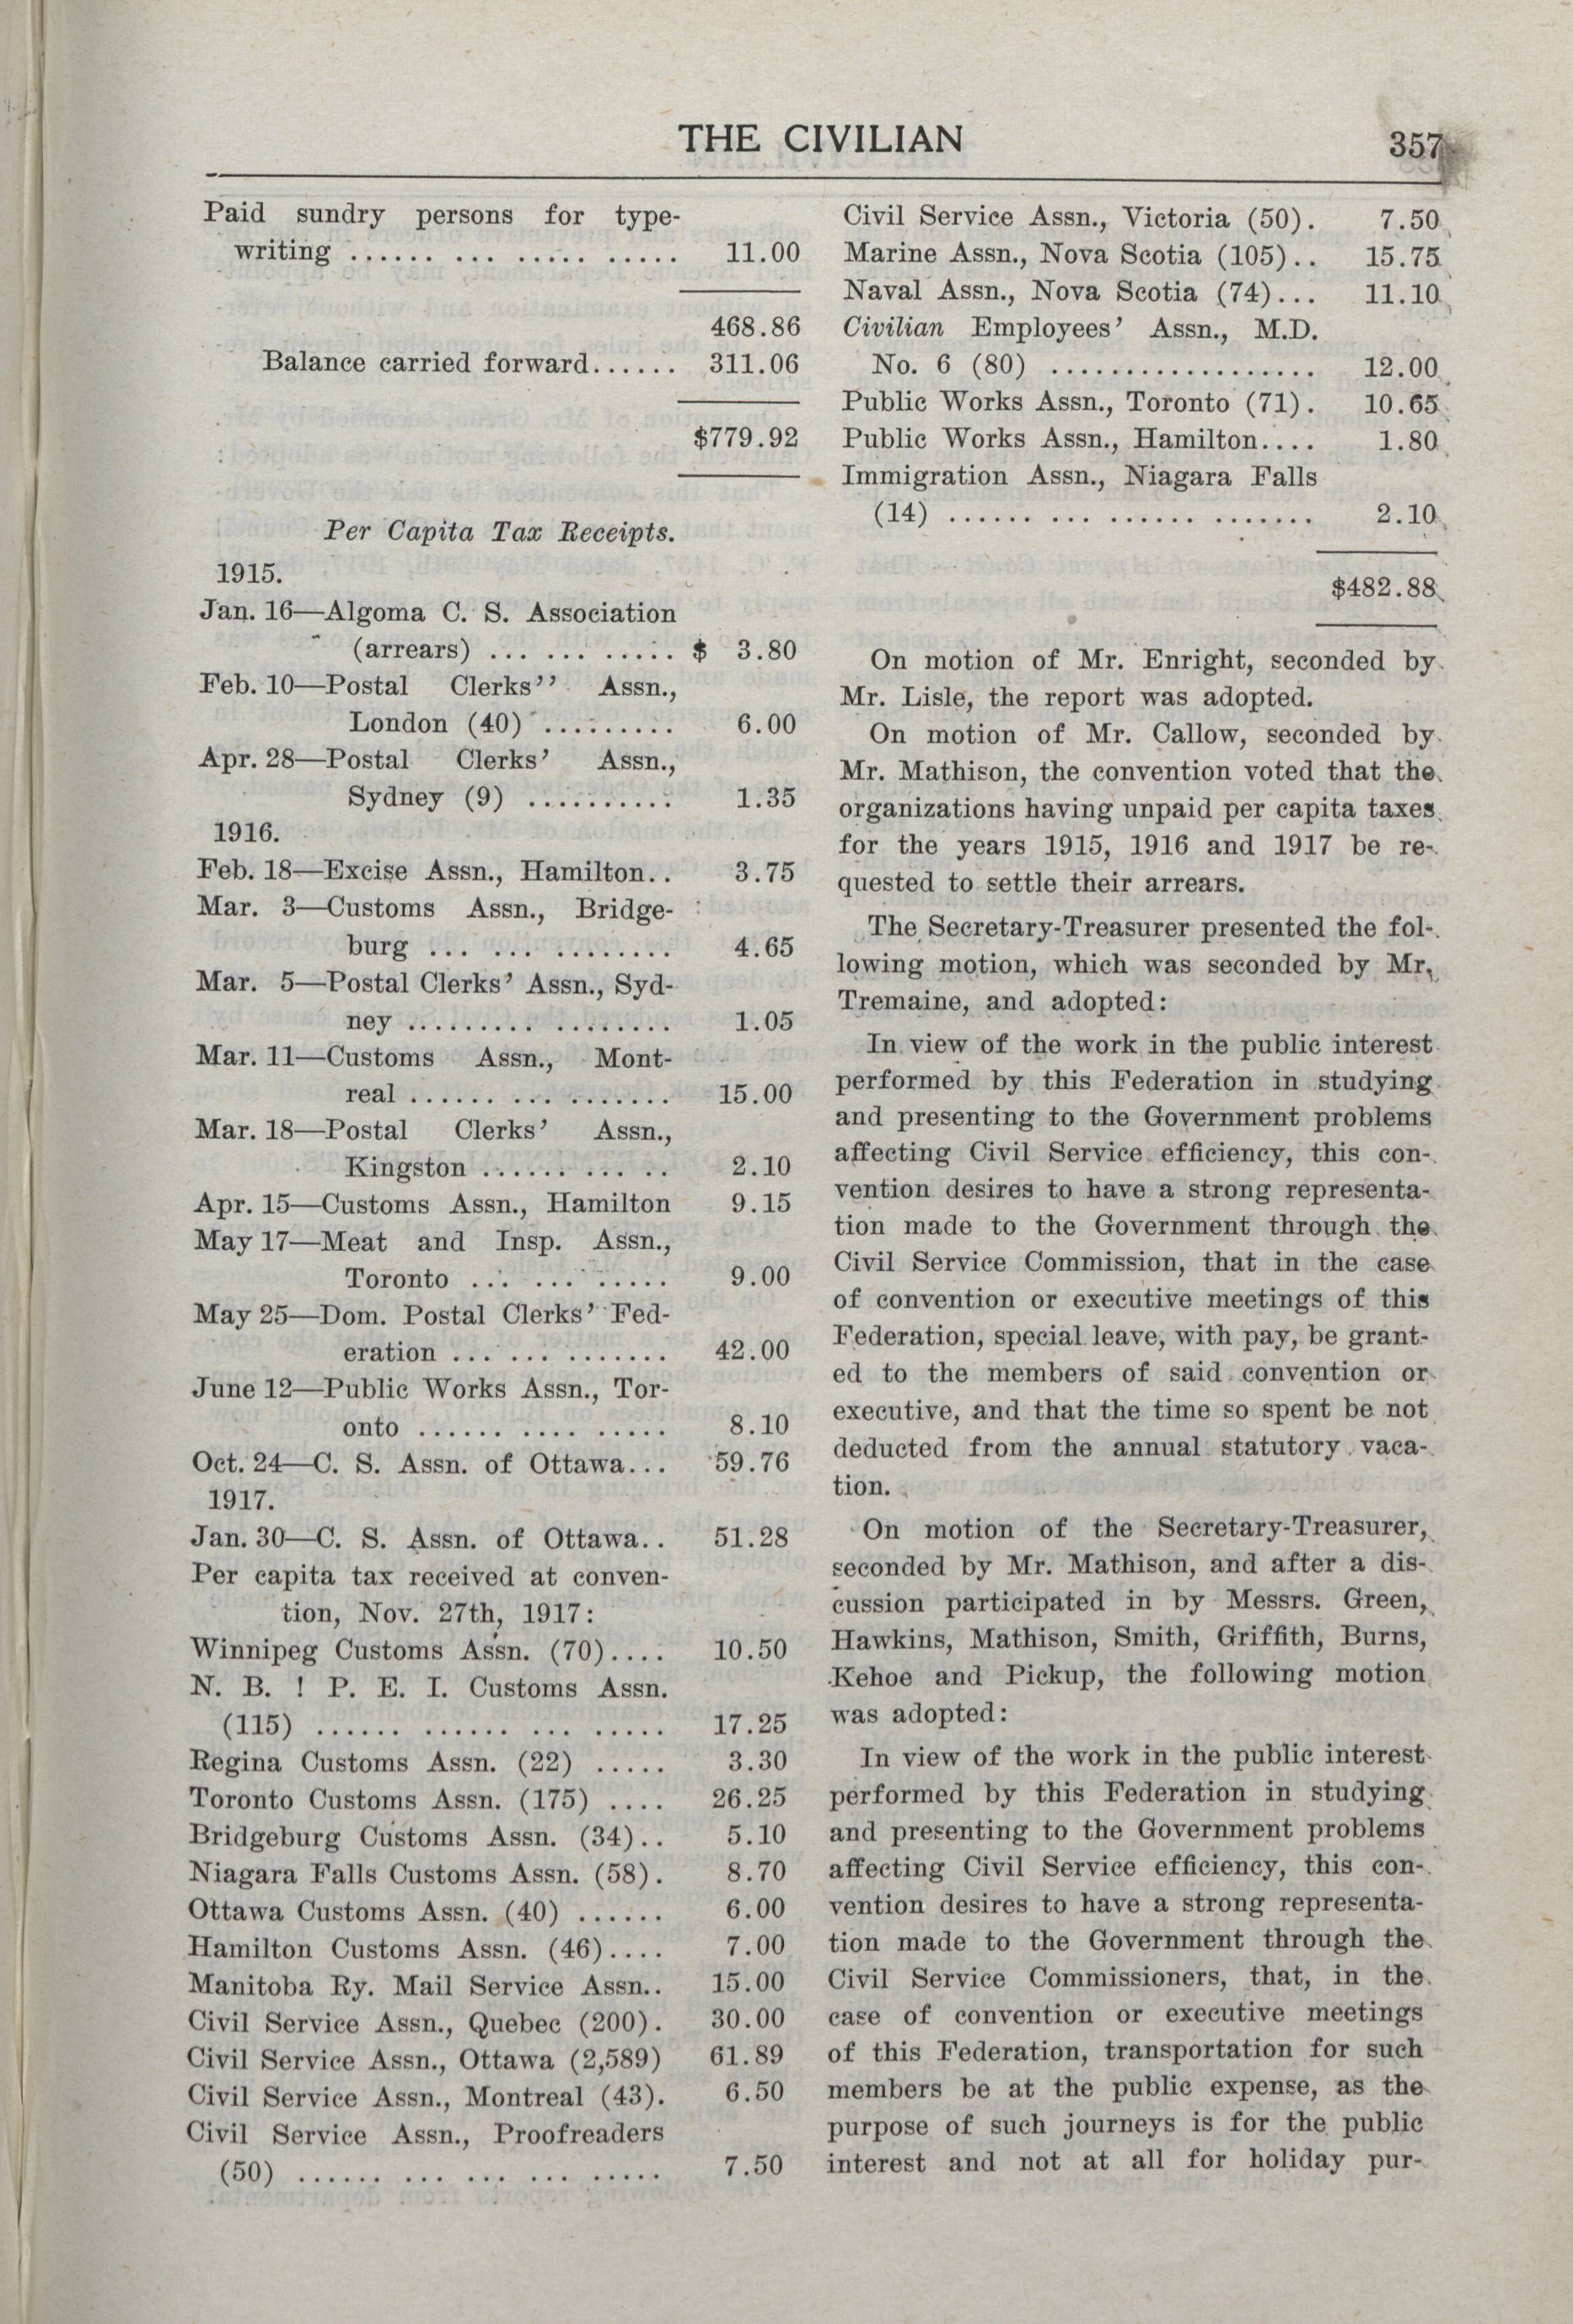 THE CIVILIAN
357
Paid sundry persons for type-
writing ...... ... ..... ..... 11.00
468.86
Balance carried forward...... 311.06
$779.92
Per Capita Tax Receipts.
1915.
Jan. 16—Algoma C. S. Association
(arrears) ... ... ..... $ 3.80
Feb. 10—Postal Clerks'' Assn.,
London (40) ......... 6.00
Apr. 28—Postal Clerks' Assn.,
Sydney (9) .......... 1.35
1916.
Feb. 18—Excise Assn., Hamilton.. 3.75
Mar. 3—Customs Assn., Bridge-
burg ... ... ........ 4.65
Mar. 5—Postal Clerks' Assn., Syd-
ney ......... ........ 1.05
Mar. 11—Customs Assn., Mont-
real ...... ... ....... 15.00
Mar. 18—Postal Clerks' Assn.,
Kingston ...... ... .. 2.10
Apr. 15—Customs Assn., Hamilton 9.15
May 17—Meat and Insp. Assn.,
Toronto ... ... ..... 9.00
May 25—Dom. Postal Clerks' Fed-
eration ... ... ....... 42.00
June 12—Public Works Assn., Tor-
onto ...... .... ..... 8.10
Oct. 24—C. S. Assn. of Ottawa... 59.76
1917.
Jan. 30—C. S. Assn. of Ottawa.. 51.28
Per capita tax received at conven-
tion, Nov. 27th, 1917:
Winnipeg Customs Assn. (70).... 10.50
N. B. ! P. E. I. Customs Assn.
(115) ...... ...... ... ..... 17.25
Regina Customs Assn. (22) ..... 3.30
Toronto Customs Assn. (175) .... 26.25
Bridgeburg Customs Assn. (34).. 5.10
Niagara Falls Customs Assn. (58). 8.70
Ottawa Customs Assn. (40) ...... 6.00
Hamilton Customs Assn. (46).... 7.00
Manitoba Ry. Mail Service Assn.. 15.00
Civil Service Assn., Quebec (200). 30.00
Civil Service Assn., Ottawa (2,589) 61.89
Civil Service Assn., Montreal (43). 6.50
Civil Service Assn., Proofreaders
(50) ...... ... ... ... ..... 7.50
Civil Service Assn., Victoria (50). 7.50
Marine Assn., Nova Scotia (105).. 15.75
Naval Assn., Nova Scotia (74)... 11.10
Civilian Employees' Assn., M.D.
No. 6 (80) .................. 12.00
Public Works Assn., Toronto (71). 10.65
Public Works Assn., Hamilton.... 1.80
Immigration Assn., Niagara Falls
(14) ...... ... ...... ....... 2.10
$482.88
On motion of Mr. Enright, seconded by
Mr. Lisle, the report was adopted.
On motion of Mr. Callow, seconded by
Mr. Mathison, the convention voted that the
organizations having unpaid per capita taxes
for the years 1915, 1916 and 1917 be re-
quested to settle their arrears.
The Secretary-Treasurer presented the fol-
lowing motion, which was seconded by Mr.
Tremaine, and adopted:
In view of the work in the public interest
performed by this Federation in studying
and presenting to the Government problems
affecting Civil Service efficiency, this con-
vention desires to have a strong representa-
tion made to the Government through the
Civil Service Commission, that in the case
of convention or executive meetings of this
Federation, special leave, with pay, be grant-
ed to the members of said convention or
executive, and that the time so spent be not
deducted from the annual statutory vaca-
tion.
On motion of the Secretary-Treasurer,
seconded by Mr. Mathison, and after a dis-
cussion participated in by Messrs. Green,
Hawkins, Mathison, Smith, Griffith, Burns,
Kehoe and Pickup, the following motion
was adopted:
In view of the work in the public interest
performed by this Federation in studying
and presenting to the Government problems
affecting Civil Service efficiency, this con-
vention desires to have a strong representa-
tion made to the Government through the
Civil Service Commissioners, that, in the
case of convention or executive meetings
of this Federation, transportation for such
members be at the public expense, as the
purpose of such journeys is for the public
interest and not at all for holiday pur-